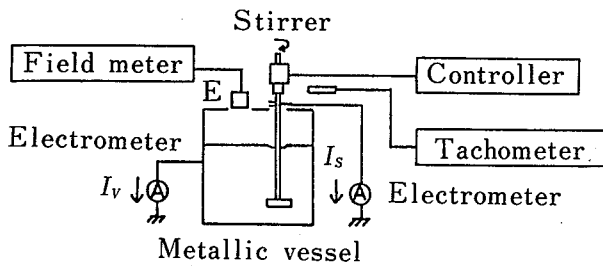 Stirrer
Field meter
E
Controller
Electrometer
Tachometer
I_V
A
I_S
A
Electrometer
Metallic vessel